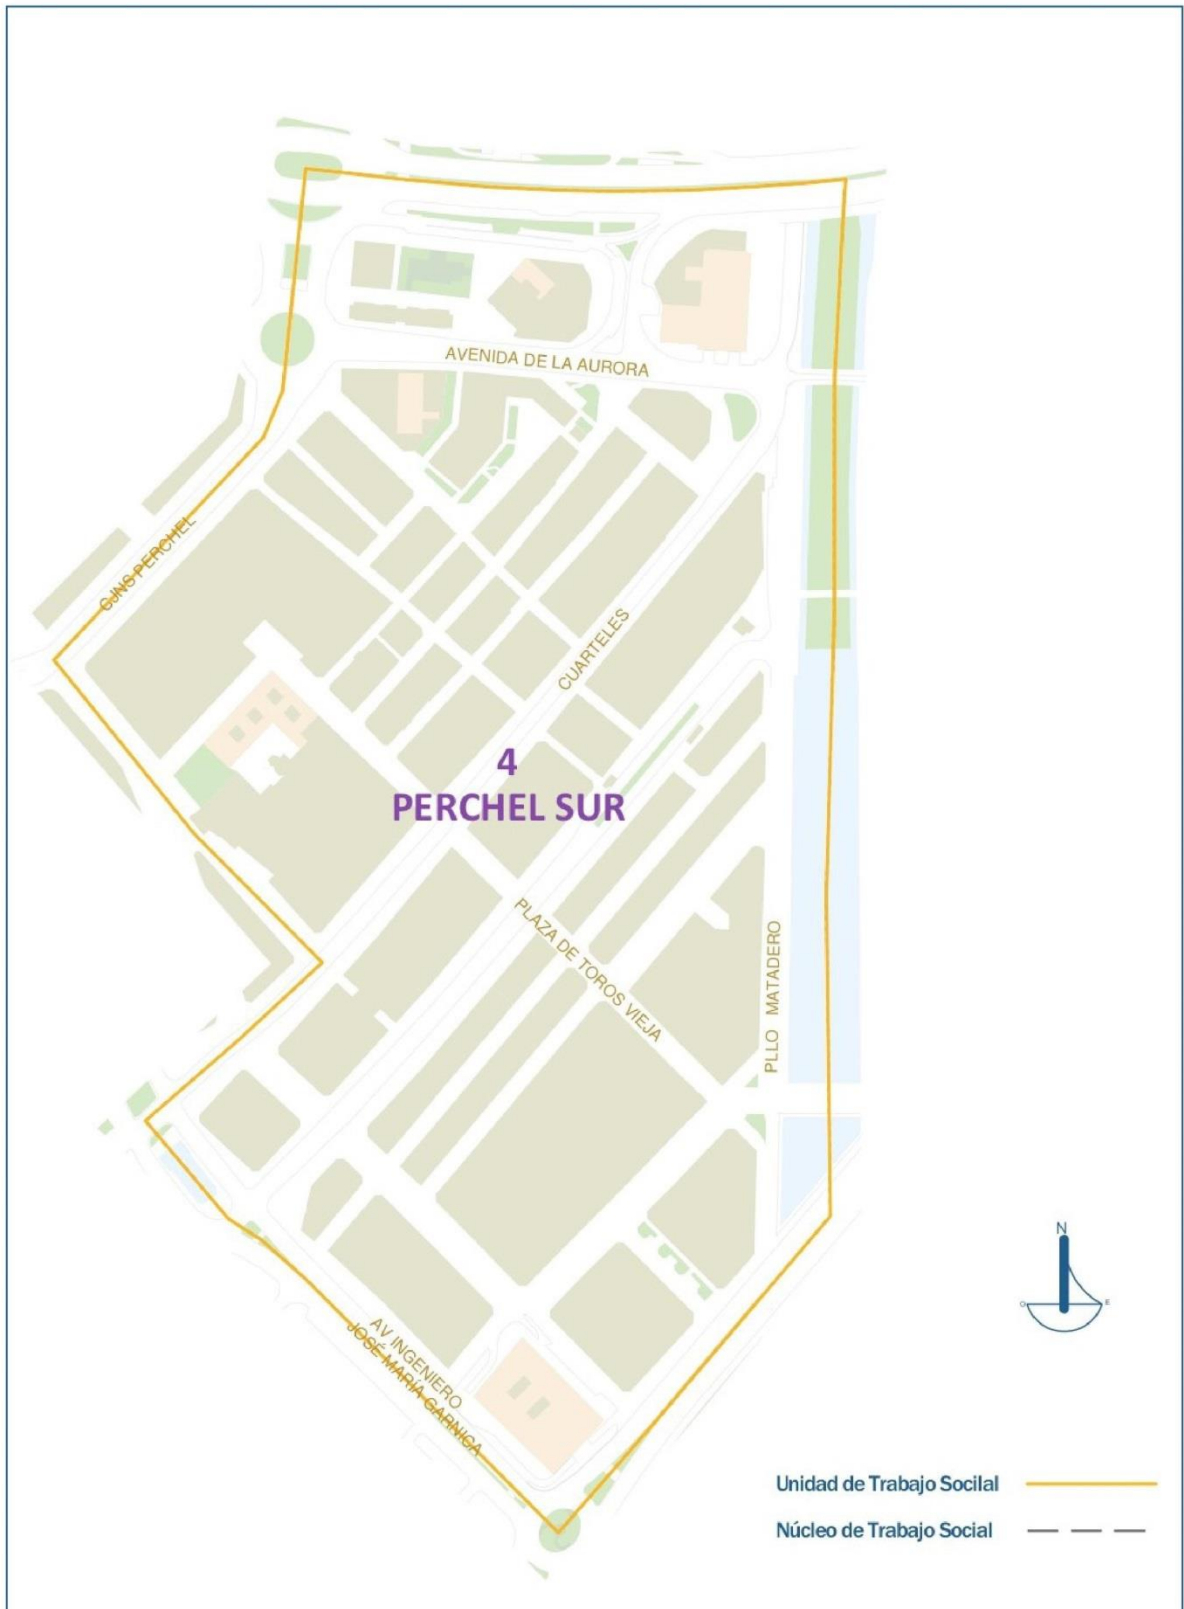 AVENIDA DE LA AURORA
CJNS PERCHEL
CUARTELES
4
PERCHEL SUR
PLAZA DE TOROS VIEJA
PLLO MATADERO
N
O
E
AV INGENIERO
JOSÉ MARÍA GARNICA
Unidad de Trabajo Socilal
Núcleo de Trabajo Social